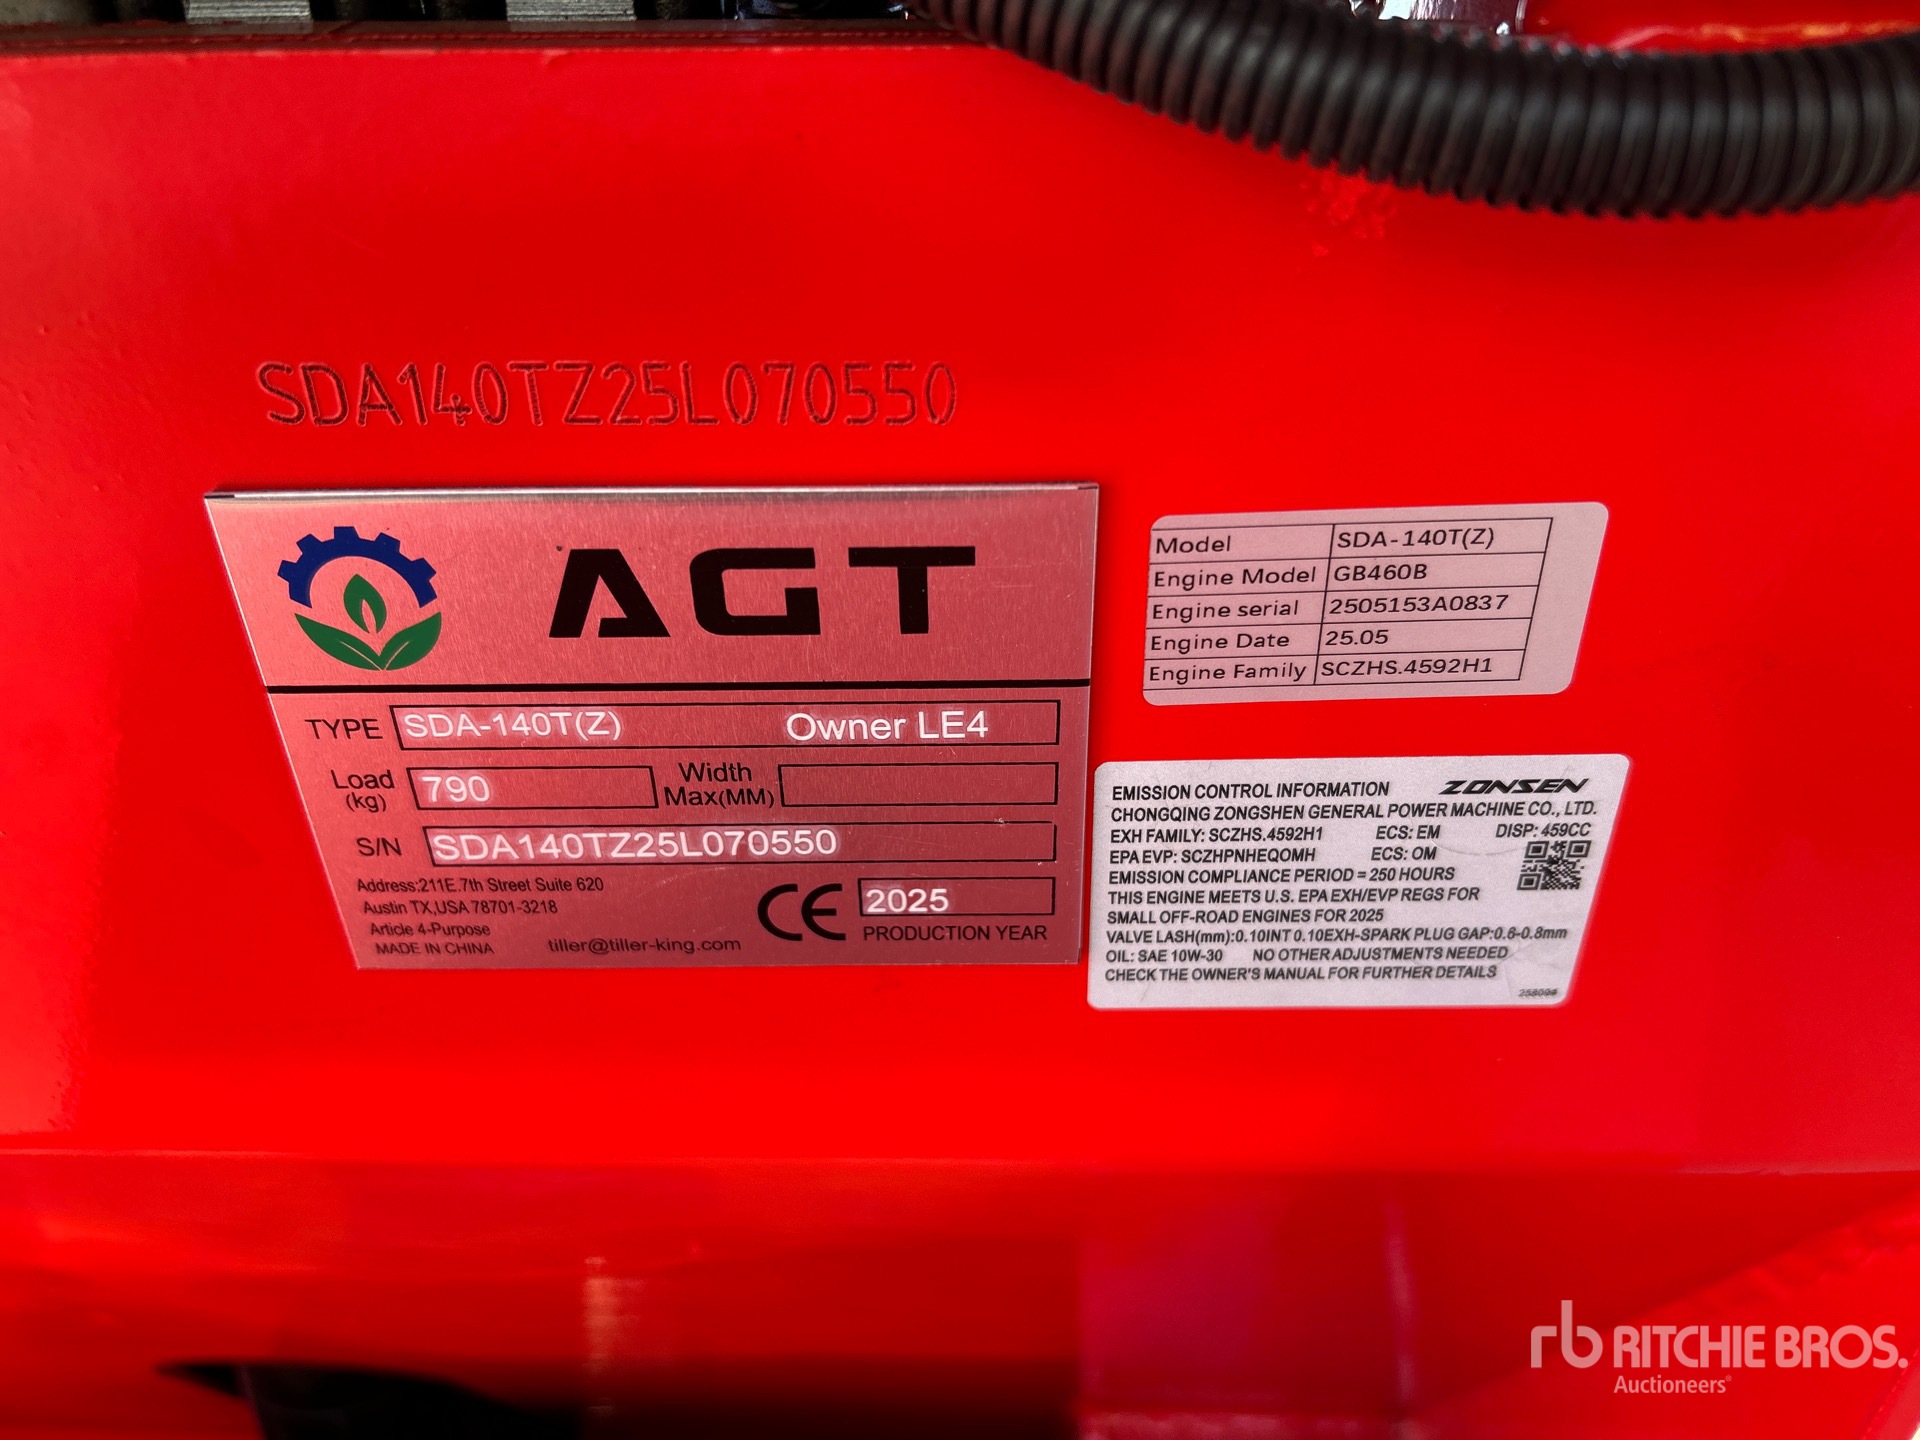 SDA140TZ25L070550
AGT
TYPE SDA-140T(Z) Owner LE4
Load (kg) 790 Width Max(MM)
S/N SDA140TZ25L070550
Address:211E.7th Street Suite 620
Austin TX,USA 78701-3218
Article 4-Purpose
MADE IN CHINA tiller@tiller-king.com
CE 2025
PRODUCTION YEAR
Model SDA-140T(Z)
Engine Model GB460B
Engine serial 2505153A0837
Engine Date 25.05
Engine Family SCZHS.4592H1
EMISSION CONTROL INFORMATION ZONSEN
CHONGQING ZONGSHEN GENERAL POWER MACHINE CO., LTD.
EXH FAMILY: SCZHS.4592H1 ECS: EM DISP: 459CC
EPA EVP: SCZHPNHEQOMH ECS: OM
EMISSION COMPLIANCE PERIOD = 250 HOURS
THIS ENGINE MEETS U.S. EPA EXH/EVP REGS FOR
SMALL OFF-ROAD ENGINES FOR 2025
VALVE LASH(mm):0.10INT 0.10EXH-SPARK PLUG GAP:0.6-0.8mm
OIL: SAE 10W-30 NO OTHER ADJUSTMENTS NEEDED
CHECK THE OWNER'S MANUAL FOR FURTHER DETAILS
rb RITCHIE BROS.
Auctioneers